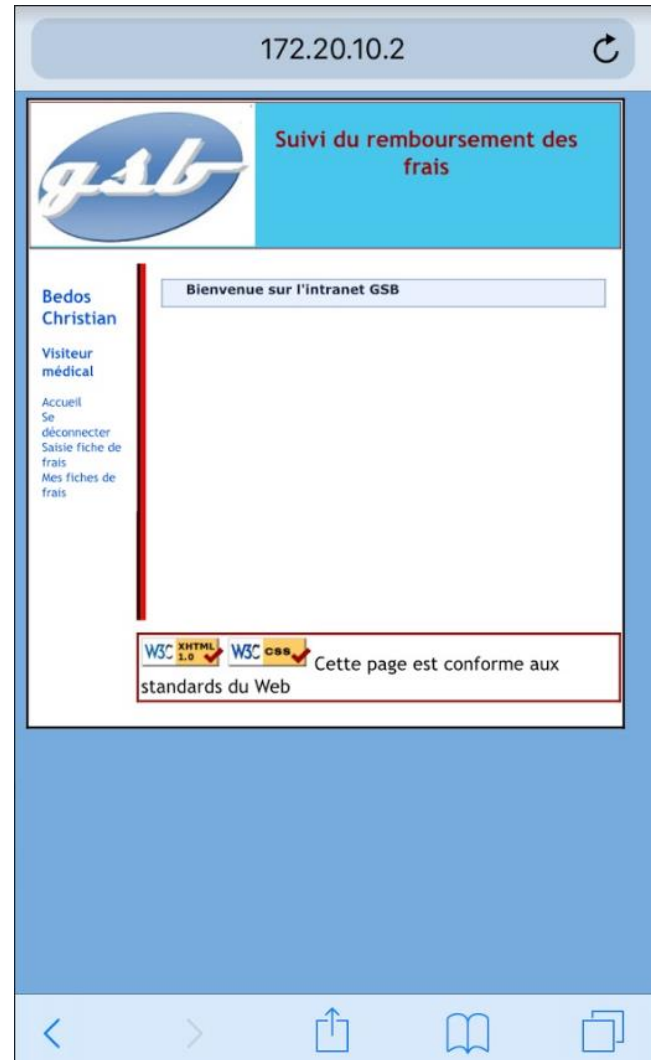 172.20.10.2
gsb
Suivi du remboursement des
frais
Bedos
Christian
Visiteur
médical
Accueil
Se
déconnecter
Saisie fiche de
frais
Mes fiches de
frais
Bienvenue sur l'intranet GSB
W3C XHTML 1.0 W3C css Cette page est conforme aux
standards du Web